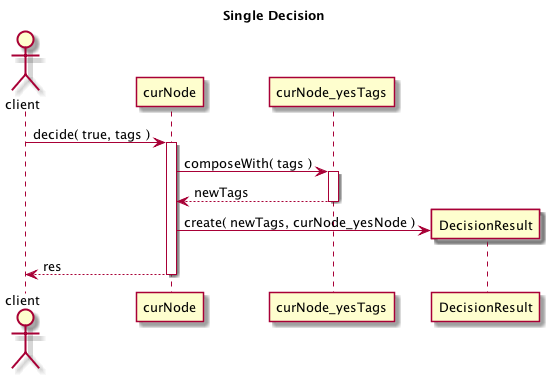 Single Decision
client
curNode
curNode_yesTags
decide( true, tags )
composeWith( tags )
newTags
create( newTags, curNode_yesNode )
DecisionResult
res
client
curNode
curNode_yesTags
DecisionResult